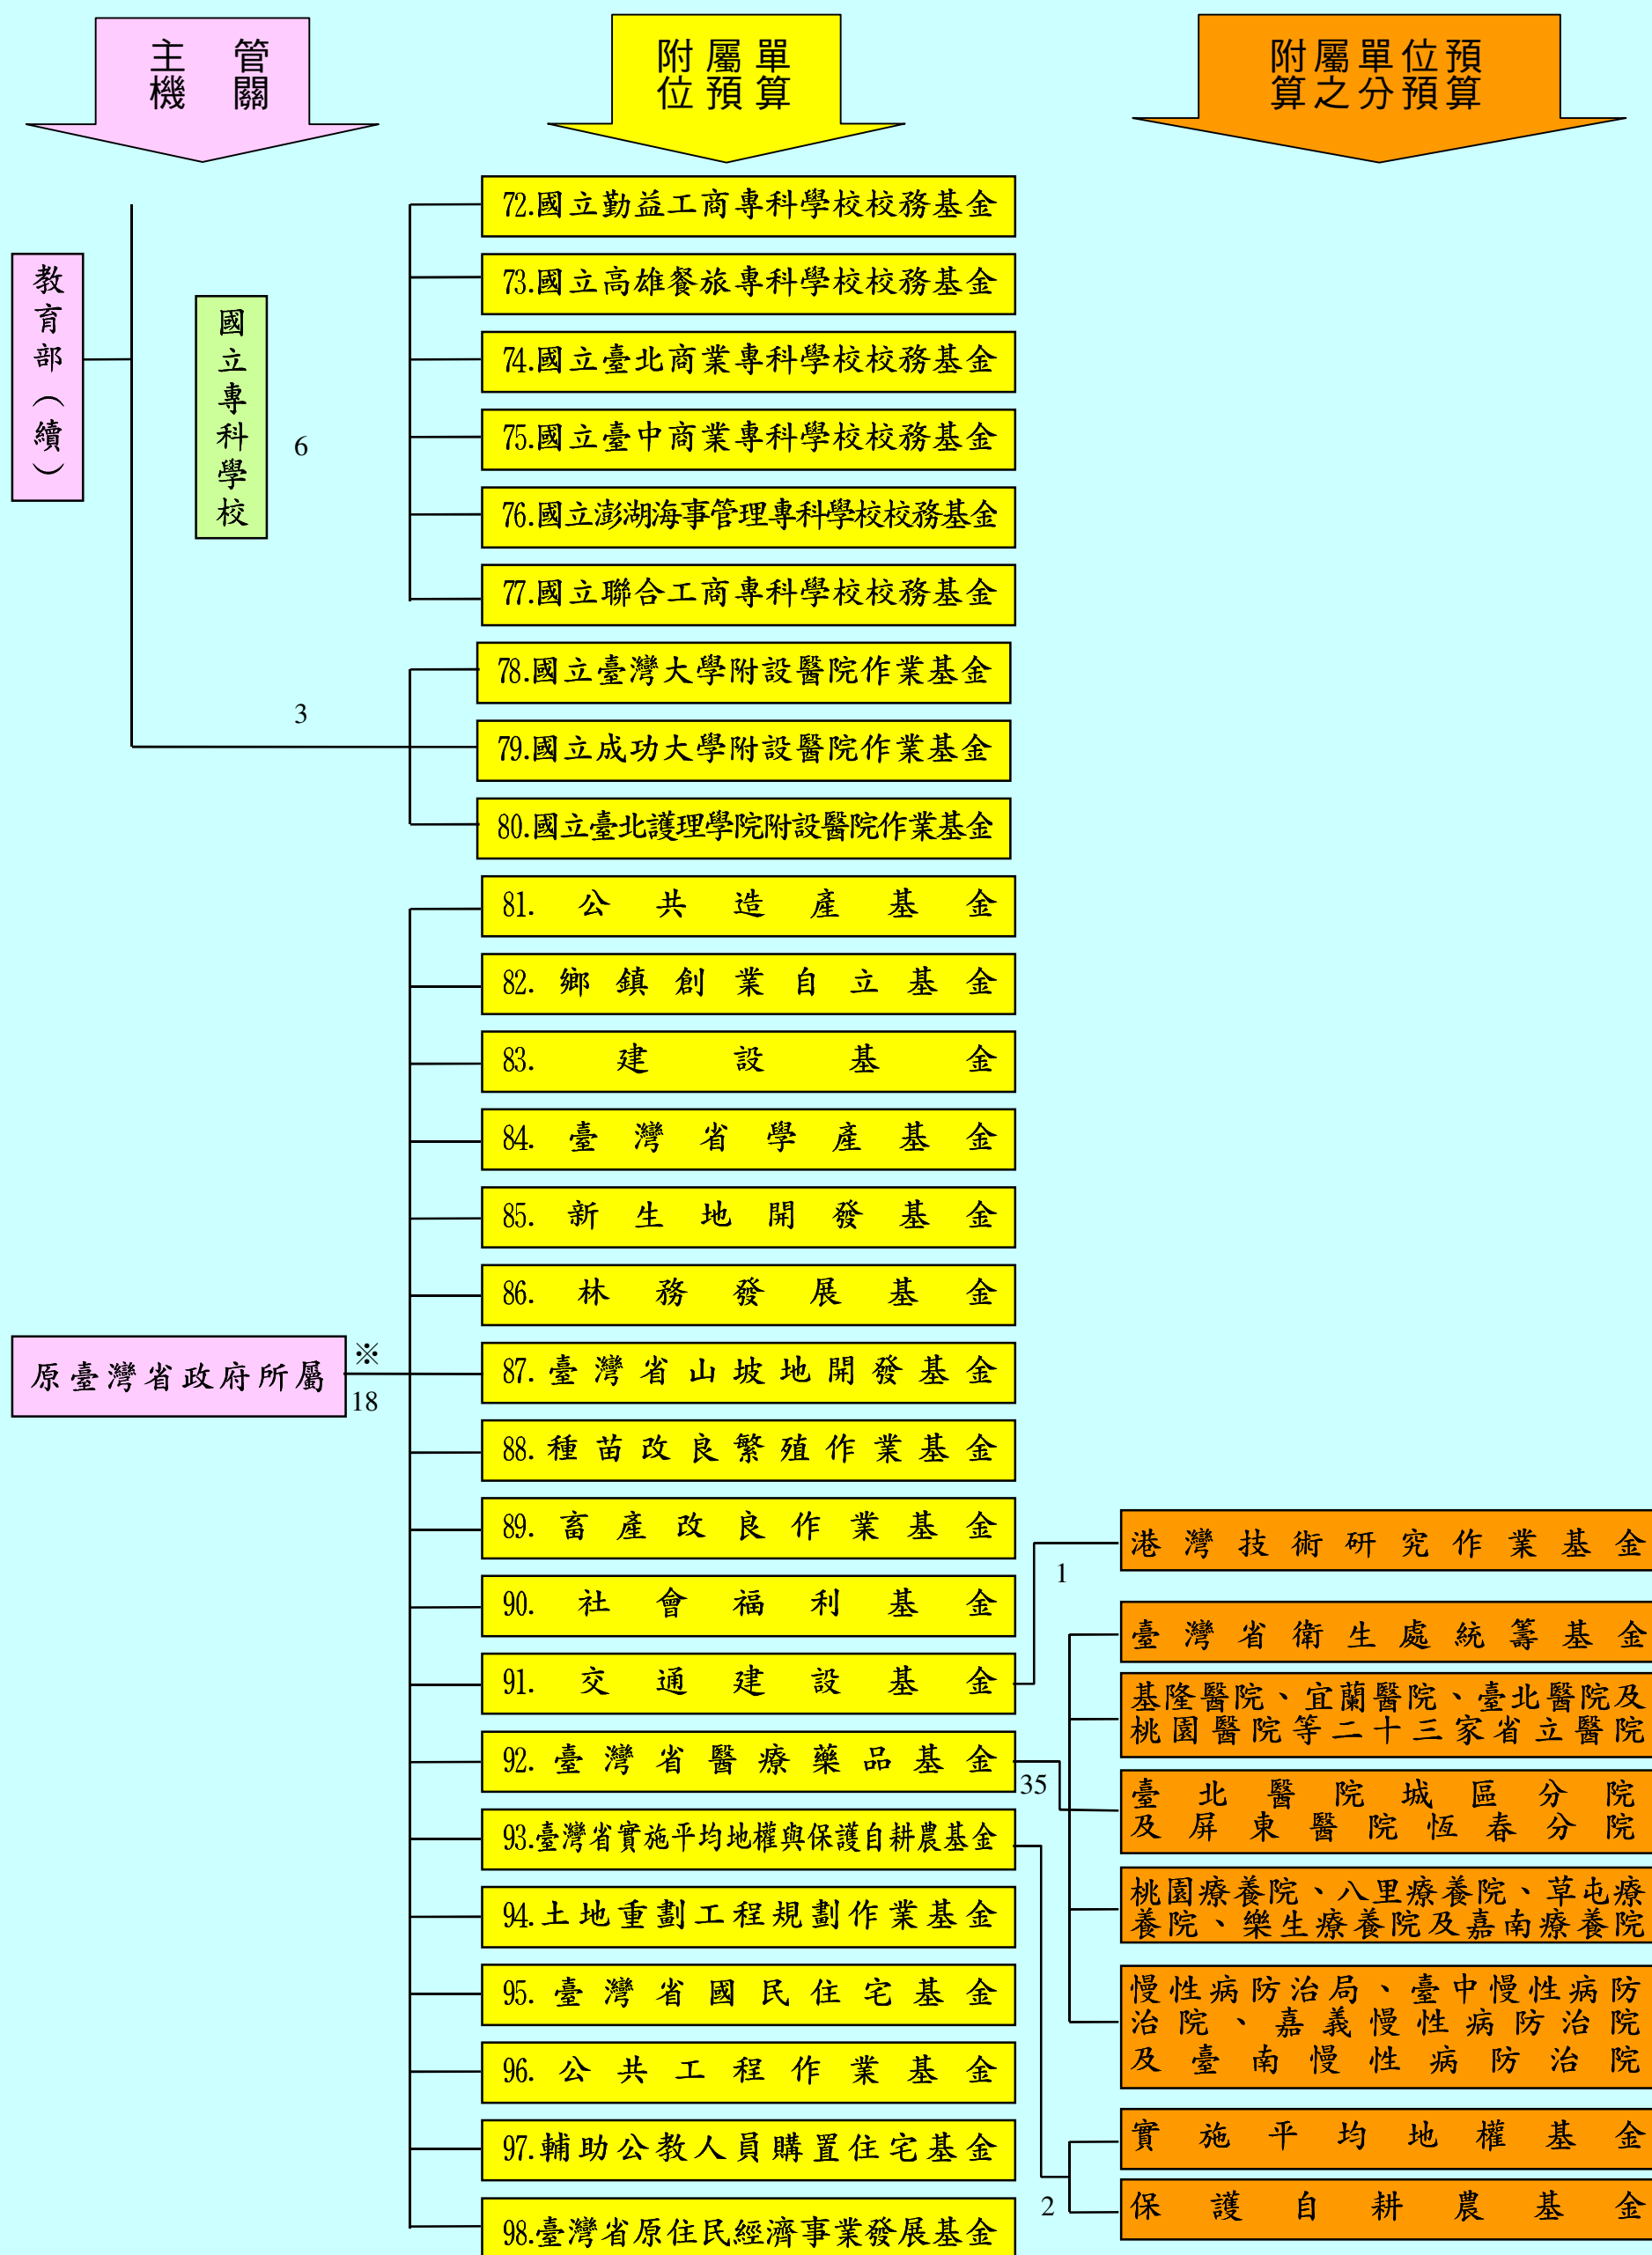 主管
機關
附屬單
位預算
附屬單位預
算之分預算
教育部（續）
國立專科學校
6
72.國立勤益工商專科學校校務基金
73.國立高雄餐旅專科學校校務基金
74.國立臺北商業專科學校校務基金
75.國立臺中商業專科學校校務基金
76.國立澎湖海事管理專科學校校務基金
77.國立聯合工商專科學校校務基金
3
78.國立臺灣大學附設醫院作業基金
79.國立成功大學附設醫院作業基金
80.國立臺北護理學院附設醫院作業基金
原臺灣省政府所屬
※
18
81.公共造產基金
82.鄉鎮創業自立基金
83.建設基金
84.臺灣省學產基金
85.新生地開發基金
86.林務發展基金
87.臺灣省山坡地開發基金
88.種苗改良繁殖作業基金
89.畜產改良作業基金
90.社會福利基金
91.交通建設基金
92.臺灣省醫療藥品基金
93.臺灣省實施平均地權與保護自耕農基金
94.土地重劃工程規劃作業基金
95.臺灣省國民住宅基金
96.公共工程作業基金
97.輔助公教人員購置住宅基金
98.臺灣省原住民經濟事業發展基金
1
港灣技術研究作業基金
35
臺灣省衛生處統籌基金
基隆醫院、宜蘭醫院、臺北醫院及
桃園醫院等二十三家省立醫院
臺北醫院城區分院
及屏東醫院恆春分院
桃園療養院、八里療養院、草屯療
養院、樂生療養院及嘉南療養院
慢性病防治局、臺中慢性病防
治院、嘉義慢性病防治院
及臺南慢性病防治院
2
實施平均地權基金
保護自耕農基金